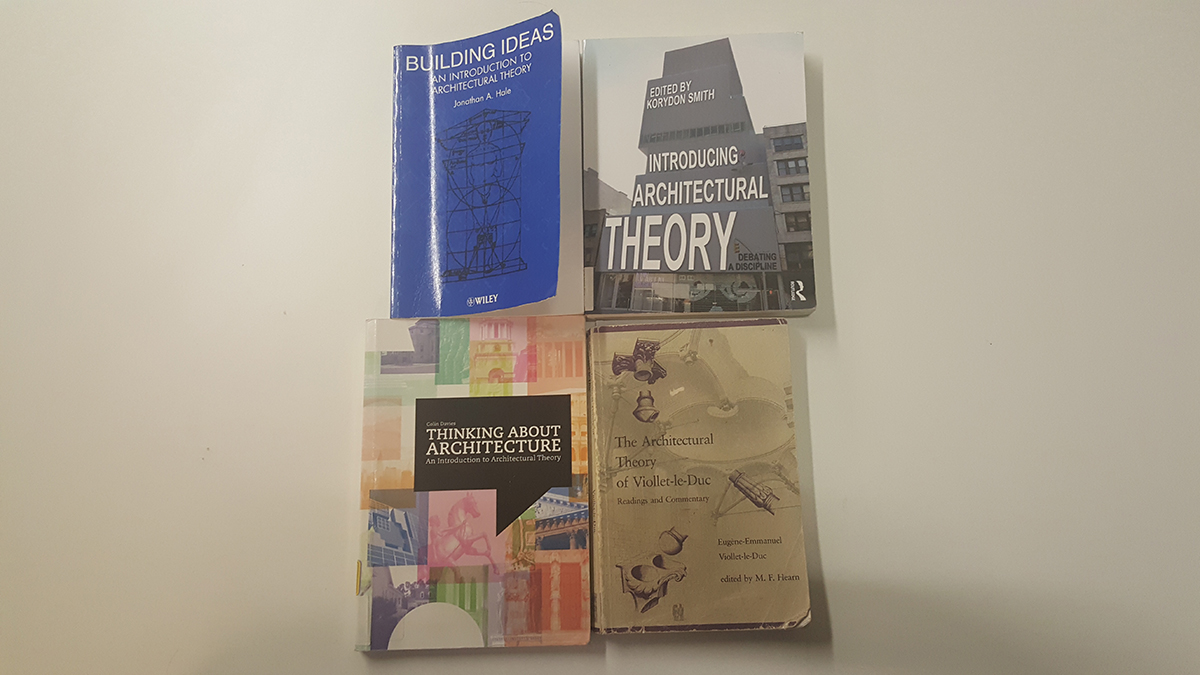 BUILDING IDEAS
AN INTRODUCTION TO
ARCHITECTURAL THEORY
Jonathan A. Hale
WILEY
EDITED BY
KORYDON SMITH
INTRODUCING
ARCHITECTURAL
THEORY
DEBATING
A DISCIPLINE
Colin Davies
THINKING ABOUT
ARCHITECTURE
An Introduction to Architectural Theory
The Architectural
Theory
of Viollet-le-Duc
Readings and Commentary
Eugène-Emmanuel
Viollet-le-Duc
edited by M. F. Hearn